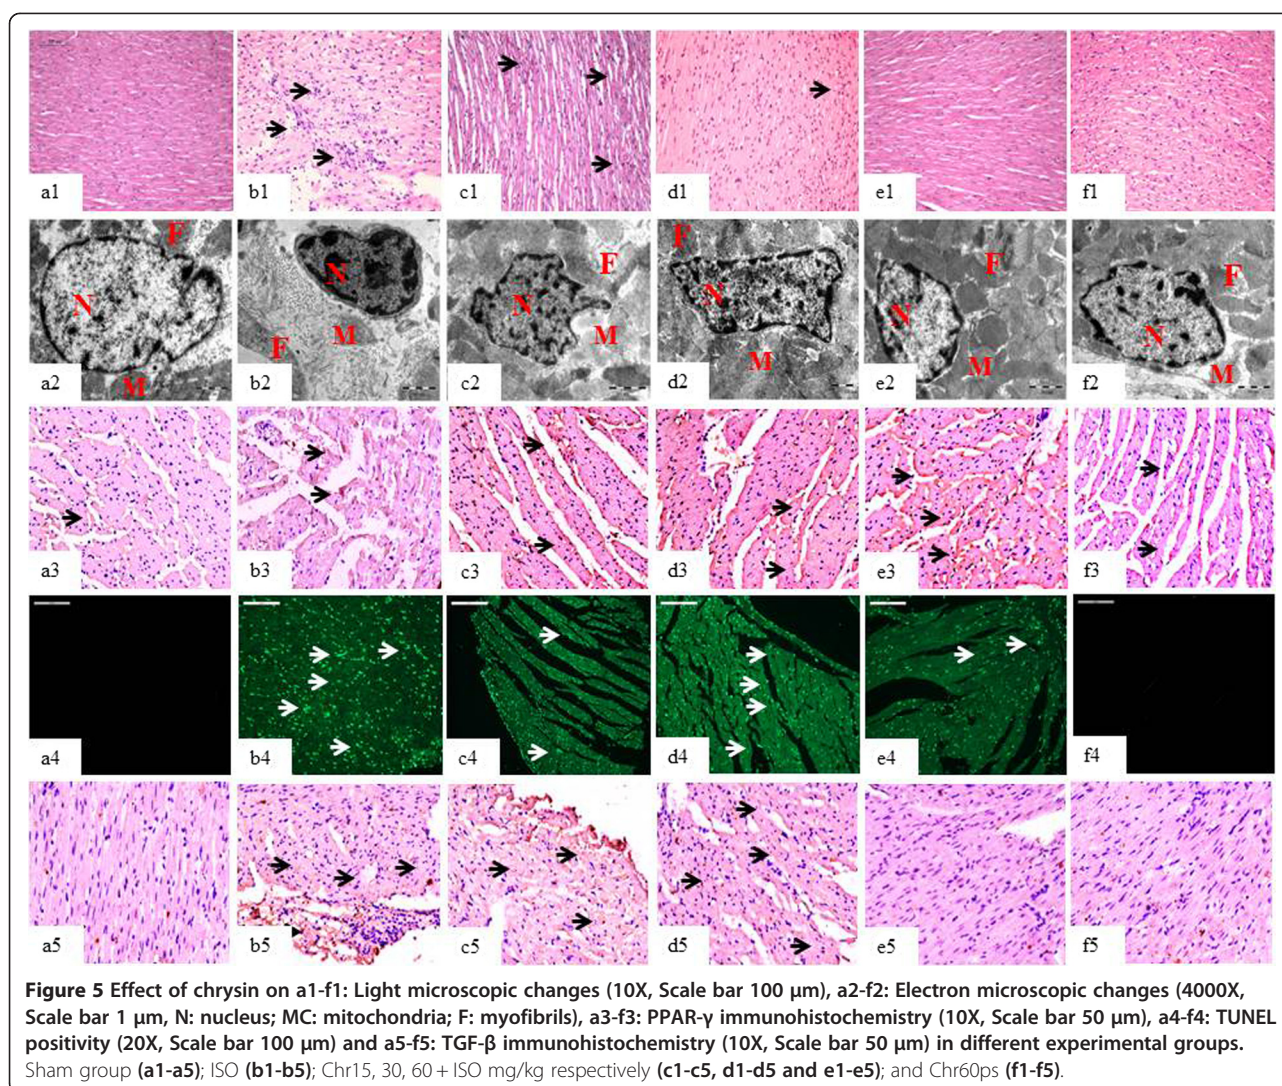 a1 b1 c1 d1 e1 f1
F N M a2 N F M b2 F N M c2 F N M d2 F N M e2 F N M f2
a3 b3 c3 d3 e3 f3
a4 b4 c4 d4 e4 f4
a5 b5 c5 d5 e5 f5
Figure 5 Effect of chrysin on a1-f1: Light microscopic changes (10X, Scale bar 100 μm), a2-f2: Electron microscopic changes (4000X,
Scale bar 1 μm, N: nucleus; MC: mitochondria; F: myofibrils), a3-f3: PPAR-γ immunohistochemistry (10X, Scale bar 50 μm), a4-f4: TUNEL
positivity (20X, Scale bar 100 μm) and a5-f5: TGF-β immunohistochemistry (10X, Scale bar 50 μm) in different experimental groups.
Sham group (a1-a5); ISO (b1-b5); Chr15, 30, 60 + ISO mg/kg respectively (c1-c5, d1-d5 and e1-e5); and Chr60ps (f1-f5).